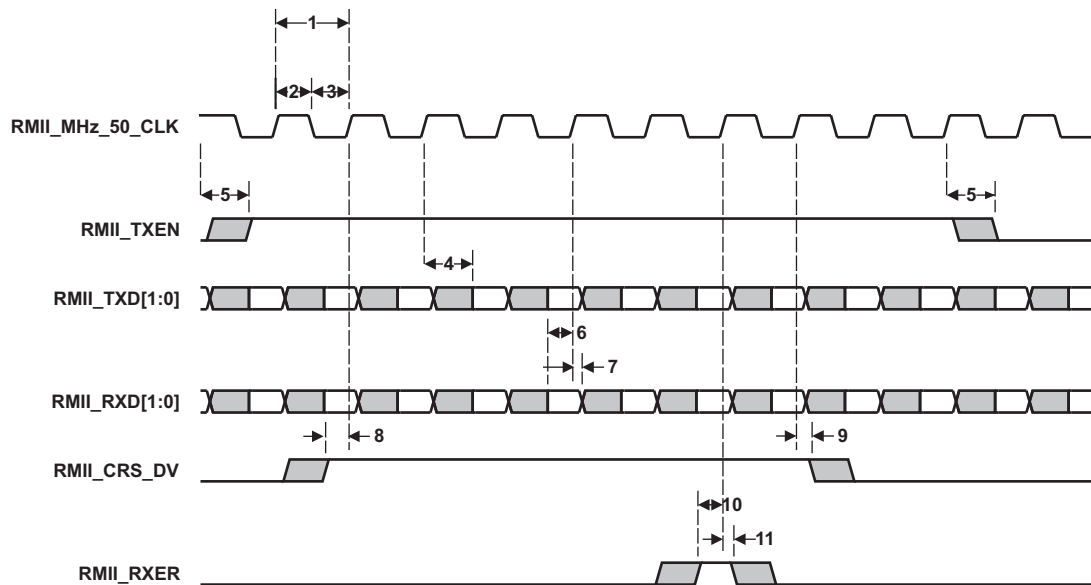 1
2
3
RMII_MHz_50_CLK
5
5
RMII_TXEN
4
RMII_TXD[1:0]
6
7
RMII_RXD[1:0]
8
9
RMII_CRS_DV
10
11
RMII_RXER